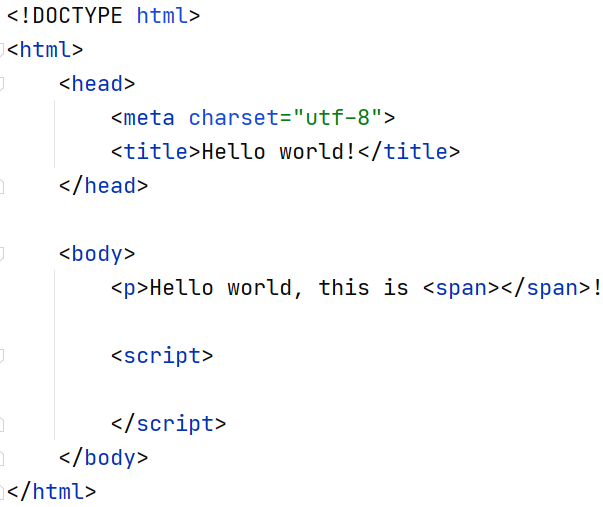 <!DOCTYPE html>
<html>
<head>
<meta charset="utf-8">
<title>Hello world!</title>
</head>
<body>
<p>Hello world, this is <span></span>!
<script>
</script>
</body>
</html>